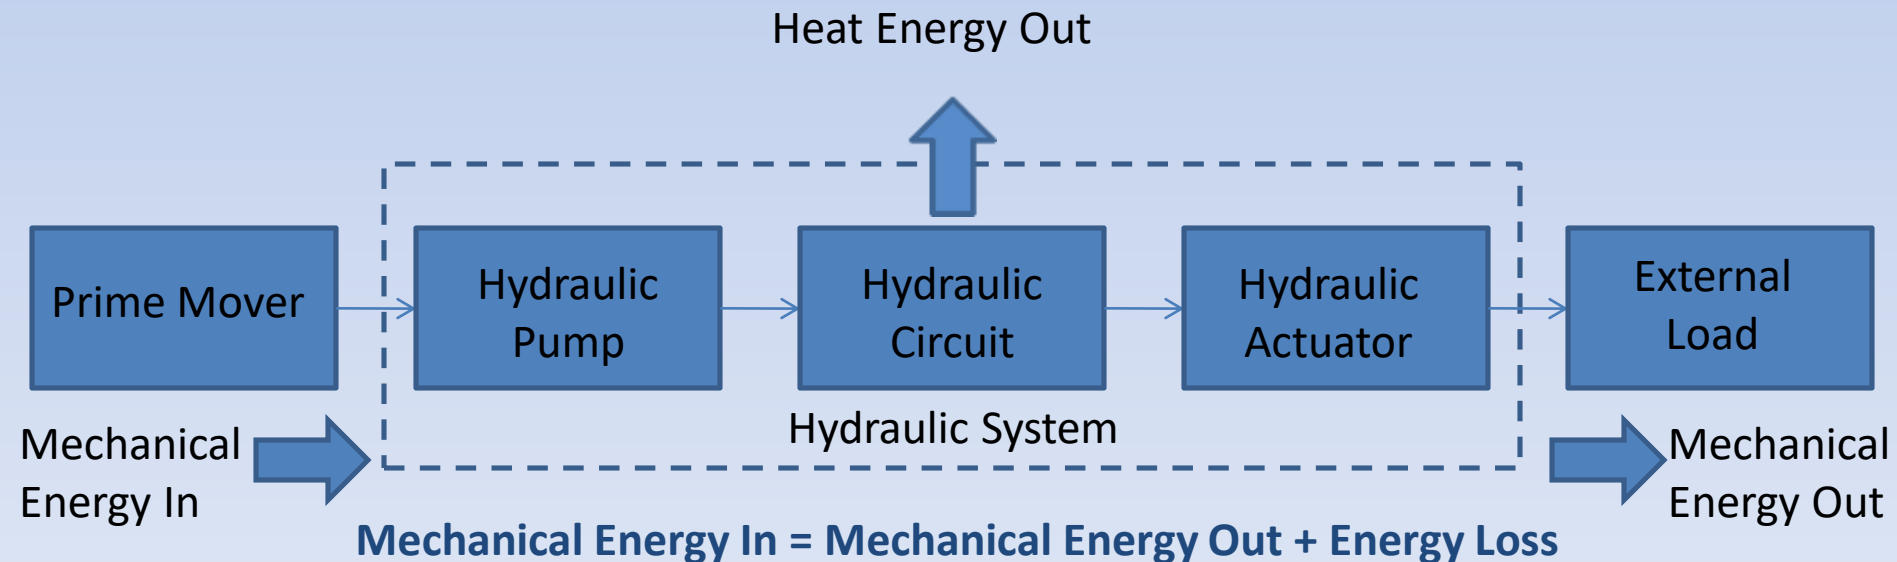 Heat Energy Out
Prime Mover
Hydraulic
Pump
Hydraulic
Circuit
Hydraulic
Actuator
External
Load
Hydraulic System
Mechanical
Energy In
Mechanical
Energy Out
Mechanical Energy In = Mechanical Energy Out + Energy Loss